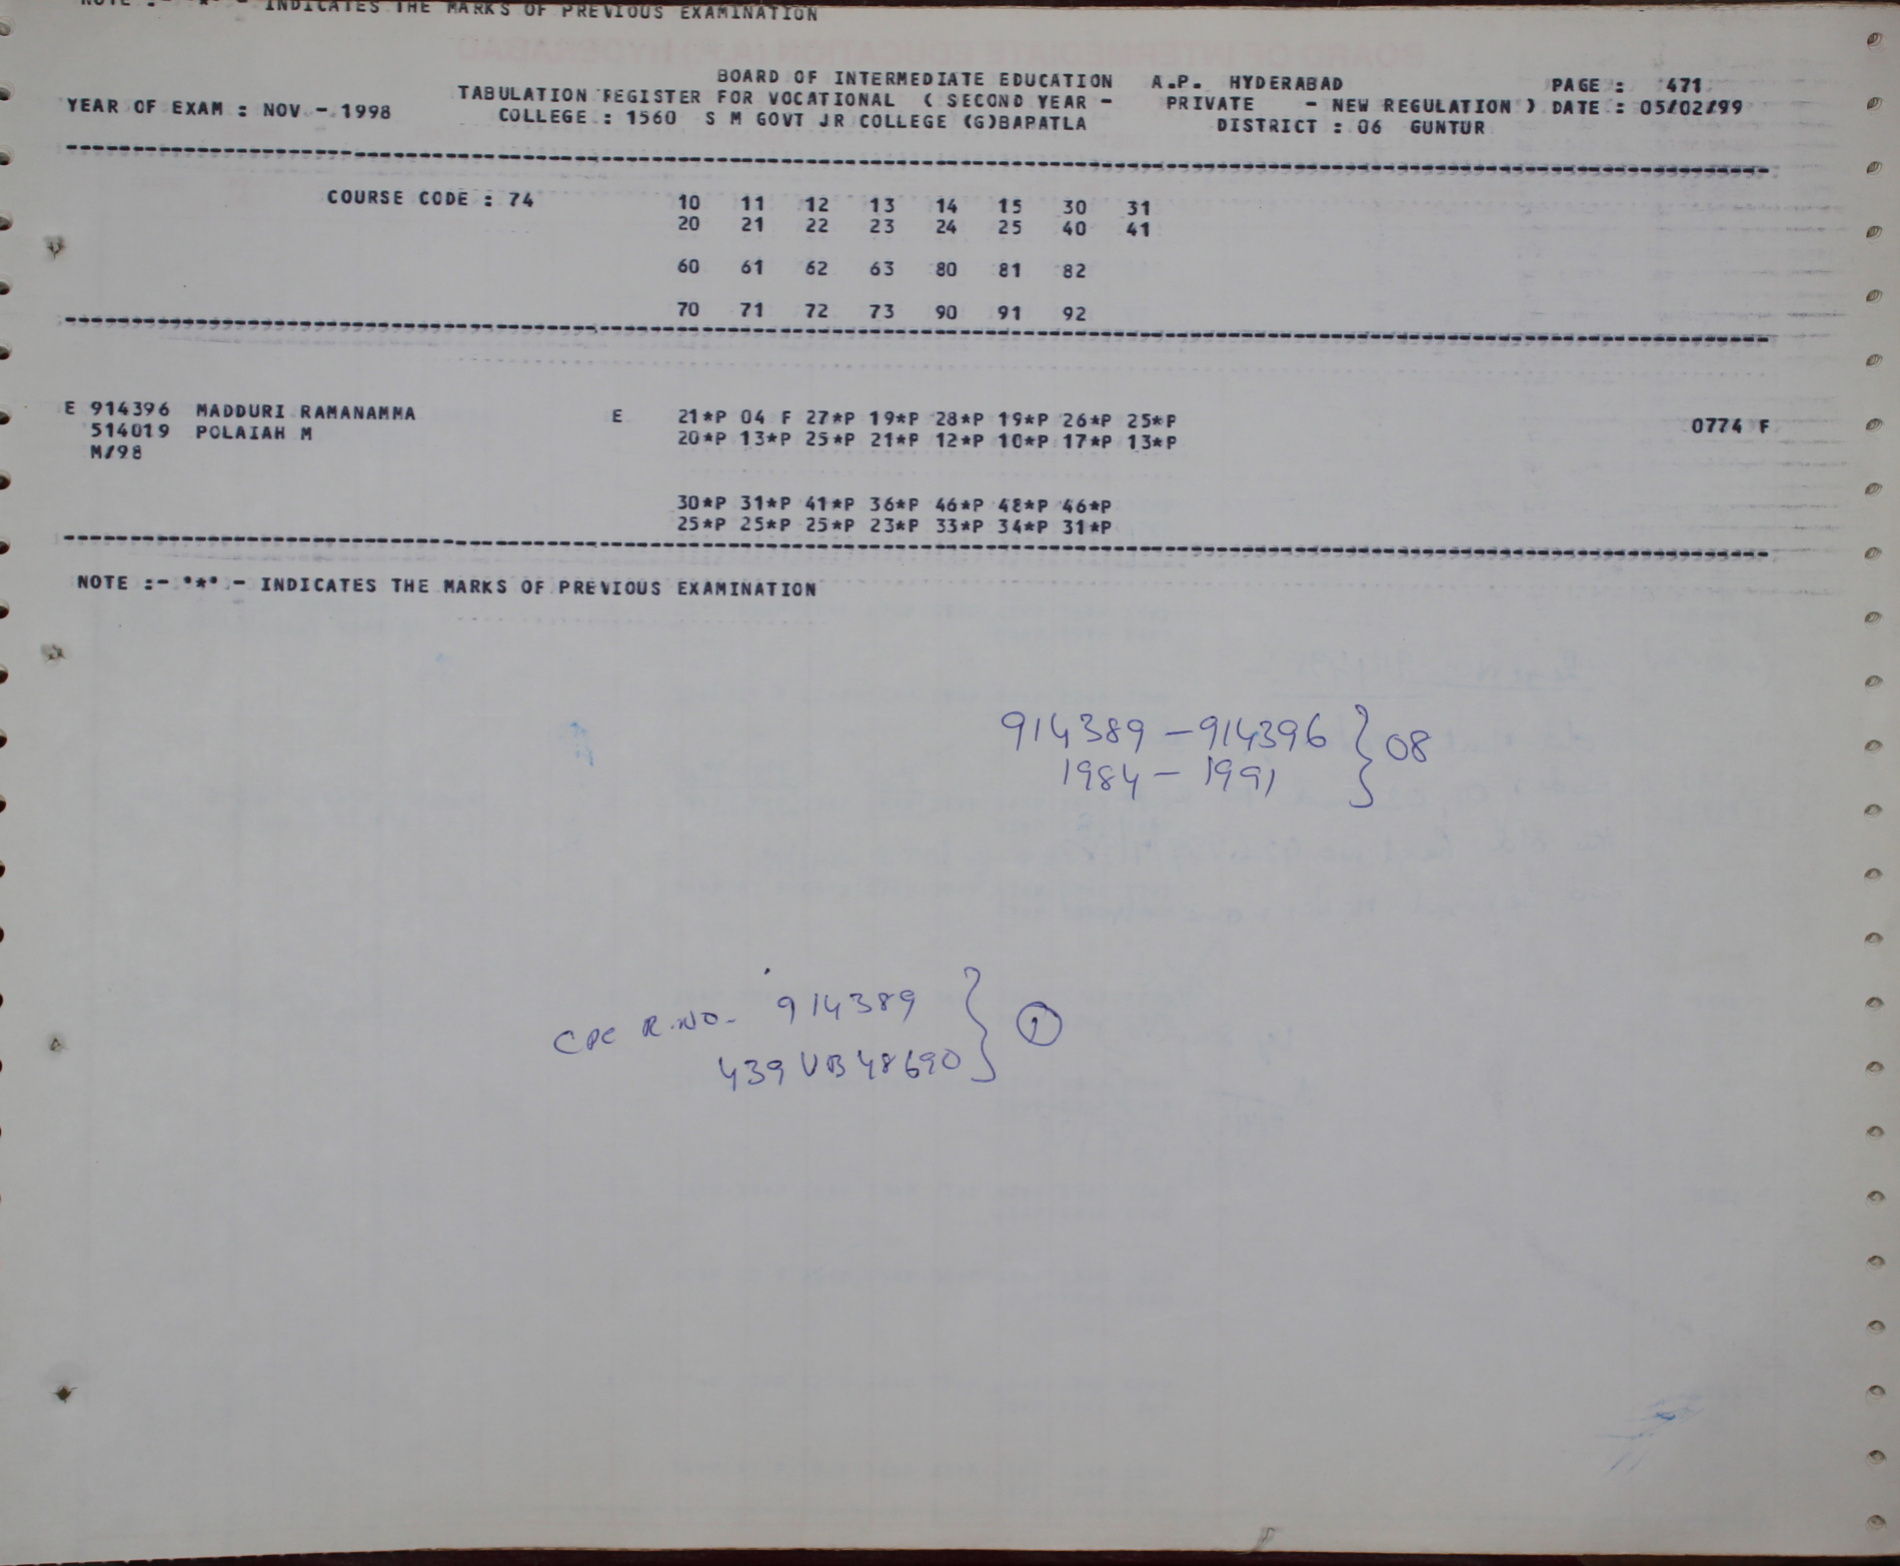 NOTE :- "*" - INDICATES THE MARKS OF PREVIOUS EXAMINATION
BOARD OF INTERMEDIATE EDUCATION A.P. HYDERABAD PAGE : 471
YEAR OF EXAM : NOV - 1998 TABULATION REGISTER FOR VOCATIONAL ( SECOND YEAR - PRIVATE - NEW REGULATION ) DATE : 05/02/99
COLLEGE : 1560 S M GOVT JR COLLEGE (G)BAPATLA DISTRICT : 06 GUNTUR
COURSE CODE : 74 10 11 12 13 14 15 30 31
20 21 22 23 24 25 40 41
60 61 62 63 80 81 82
70 71 72 73 90 91 92
E 914396 MADDURI RAMANAMMA E 21*P 04 F 27*P 19*P 28*P 19*P 26*P 25*P 0774 F
514019 POLAIAH M 20*P 13*P 25*P 21*P 12*P 10*P 17*P 13*P
M/98
30*P 31*P 41*P 36*P 46*P 48*P 46*P
25*P 25*P 25*P 23*P 33*P 34*P 31*P
NOTE :- "*" - INDICATES THE MARKS OF PREVIOUS EXAMINATION
914389 - 914396 } 08
1984 - 1991
R.NO- 914389 } 1
439 VB 48690